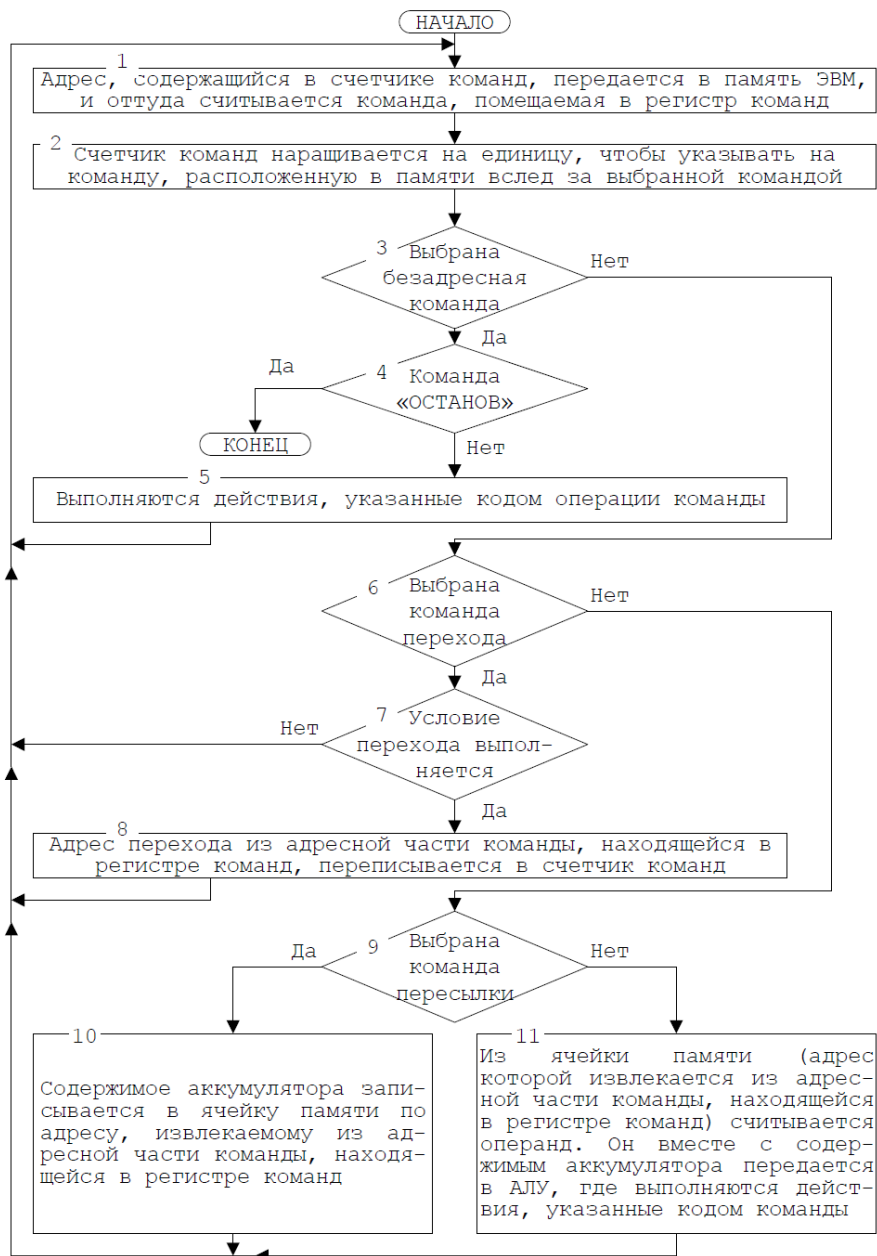 НАЧАЛО
1
Адрес, содержащийся в счетчике команд, передается в память ЭВМ,
и оттуда считывается команда, помещаемая в регистр команд
2
Счетчик команд наращивается на единицу, чтобы указывать на
команду, расположенную в памяти вслед за выбранной командой
3
Выбрана
безадресная
команда
Нет
Да
4
Команда
«ОСТАНОВ»
Да
КОНЕЦ
Нет
5
Выполняются действия, указанные кодом операции команды
6
Выбрана
команда
перехода
Нет
Да
7
Условие
перехода выпол-
няется
Нет
Да
8
Адрес перехода из адресной части команды, находящейся в
регистре команд, переписывается в счетчик команд
9
Выбрана
команда
пересылки
Да
Нет
10
Содержимое аккумулятора запи-
сывается в ячейку памяти по
адресу, извлекаемому из ад-
ресной части команды, находя-
щейся в регистре команд
11
Из ячейки памяти (адрес
которой извлекается из адрес-
ной части команды, находящейся
в регистре команд) считывается
операнд. Он вместе с содер-
жимым аккумулятора передается
в АЛУ, где выполняются дейст-
вия, указанные кодом команды